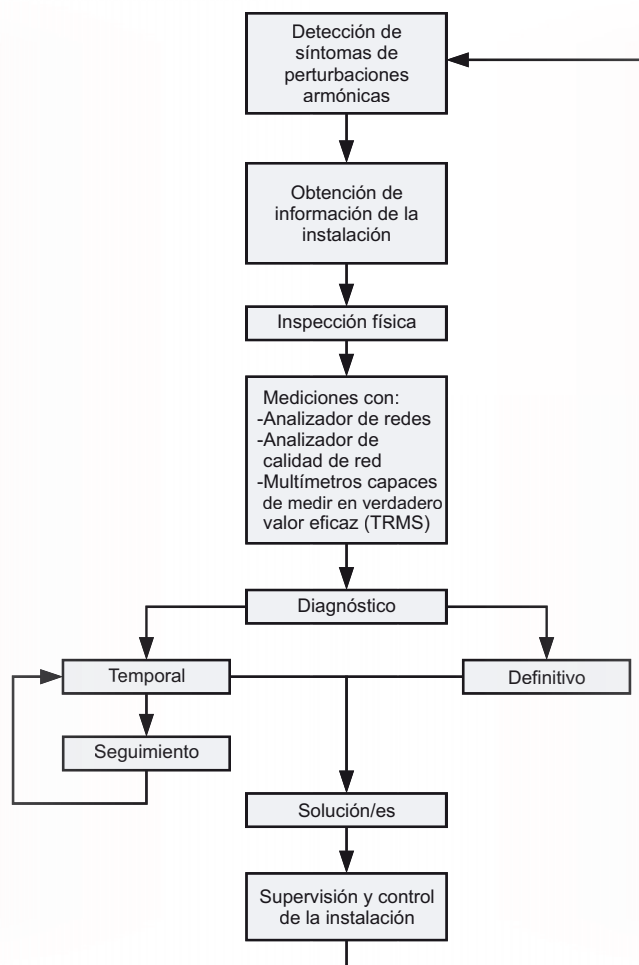 Detección de
síntomas de
perturbaciones
armónicas
Obtención de
información de la
instalación
Inspección física
Mediciones con:
-Analizador de redes
-Analizador de
calidad de red
-Multímetros capaces
de medir en verdadero
valor eficaz (TRMS)
Diagnóstico
Temporal
Definitivo
Seguimiento
Solución/es
Supervisión y control
de la instalación